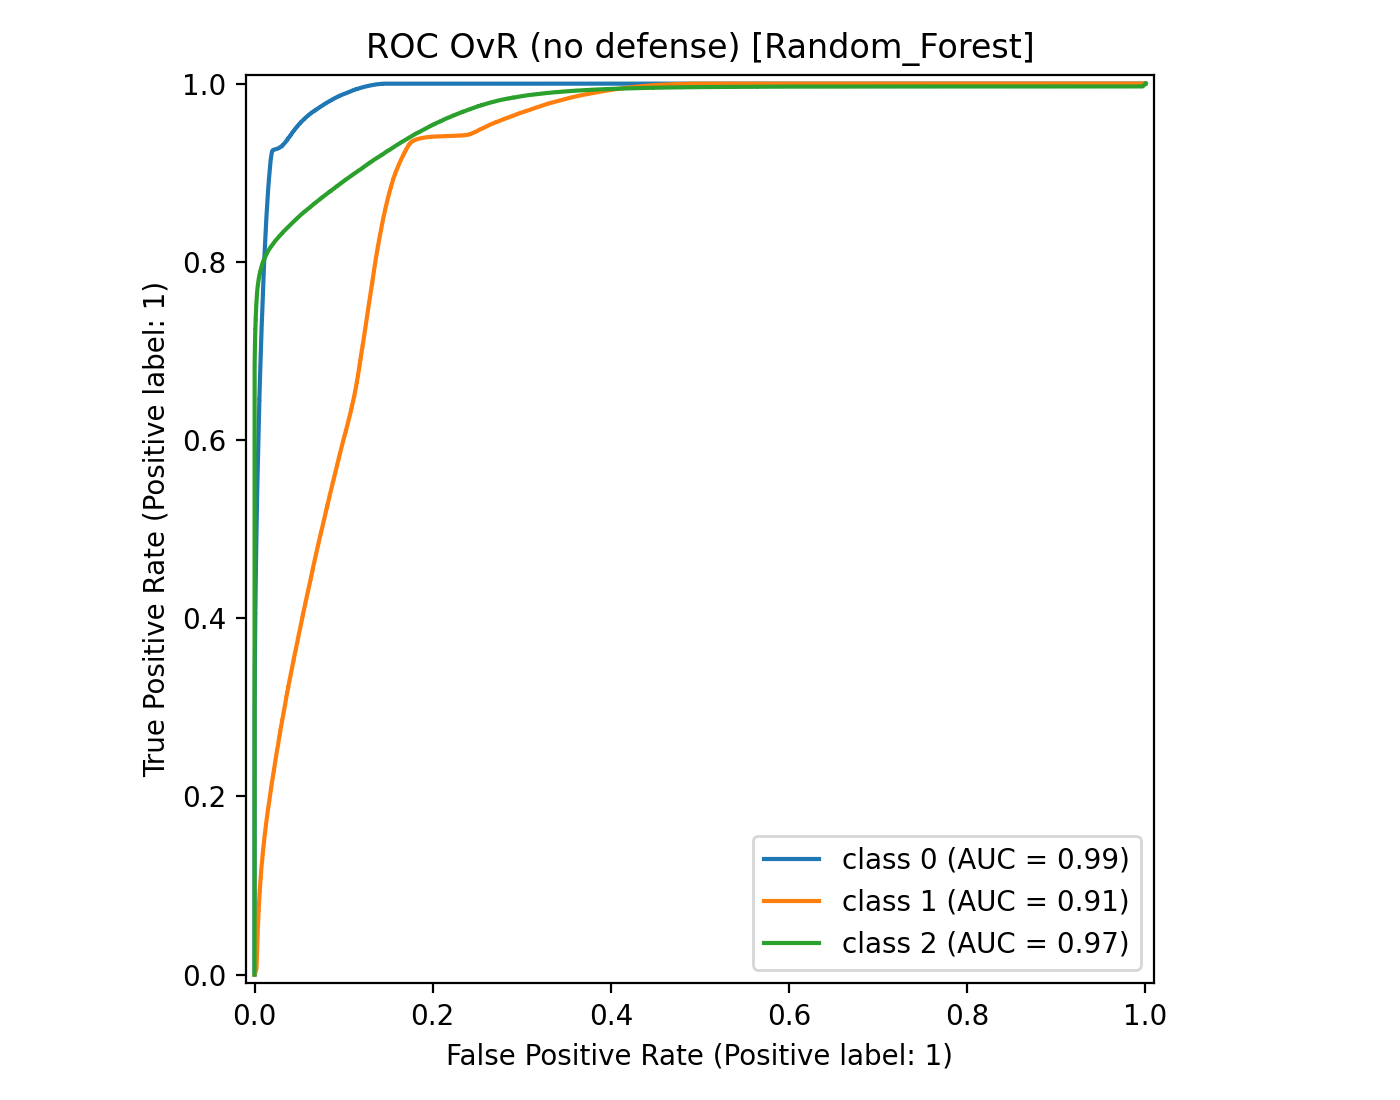 ROC OvR (no defense) [Random_Forest]
1.0
0.8
0.6
0.4
0.2
0.0
True Positive Rate (Positive label: 1)
class 0 (AUC = 0.99)
class 1 (AUC = 0.91)
class 2 (AUC = 0.97)
0.0 0.2 0.4 0.6 0.8 1.0
False Positive Rate (Positive label: 1)